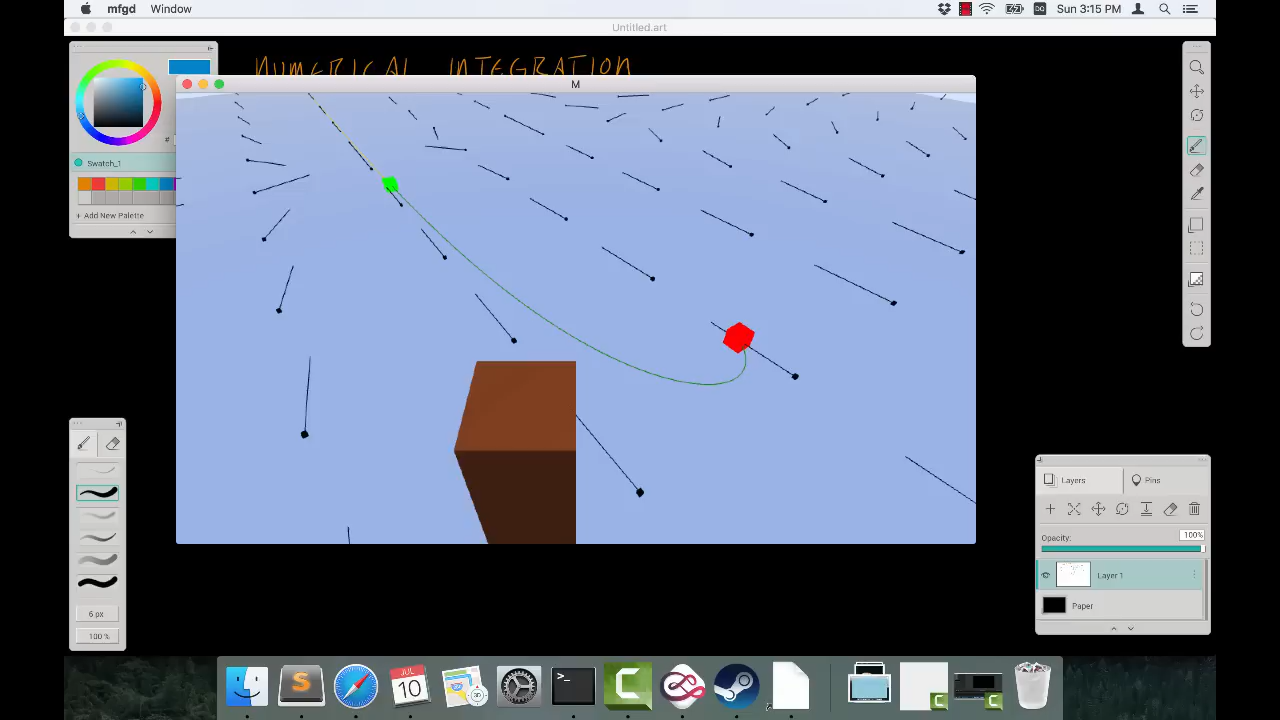 mfgd Window Sun 3:15 PM
Untitled.art
NUMERICAL INTEGRATION
M
#
Swatch_1
+ Add New Palette
6 px
100 %
Layers Pins
Opacity: 100%
Layer 1
Paper
JUL
10